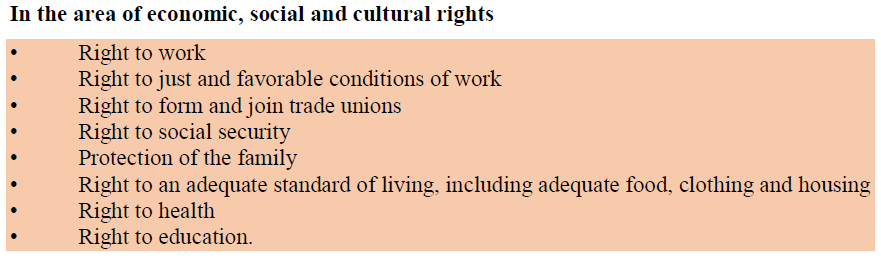 In the area of economic, social and cultural rights
• Right to work
• Right to just and favorable conditions of work
• Right to form and join trade unions
• Right to social security
• Protection of the family
• Right to an adequate standard of living, including adequate food, clothing and housing
• Right to health
• Right to education.